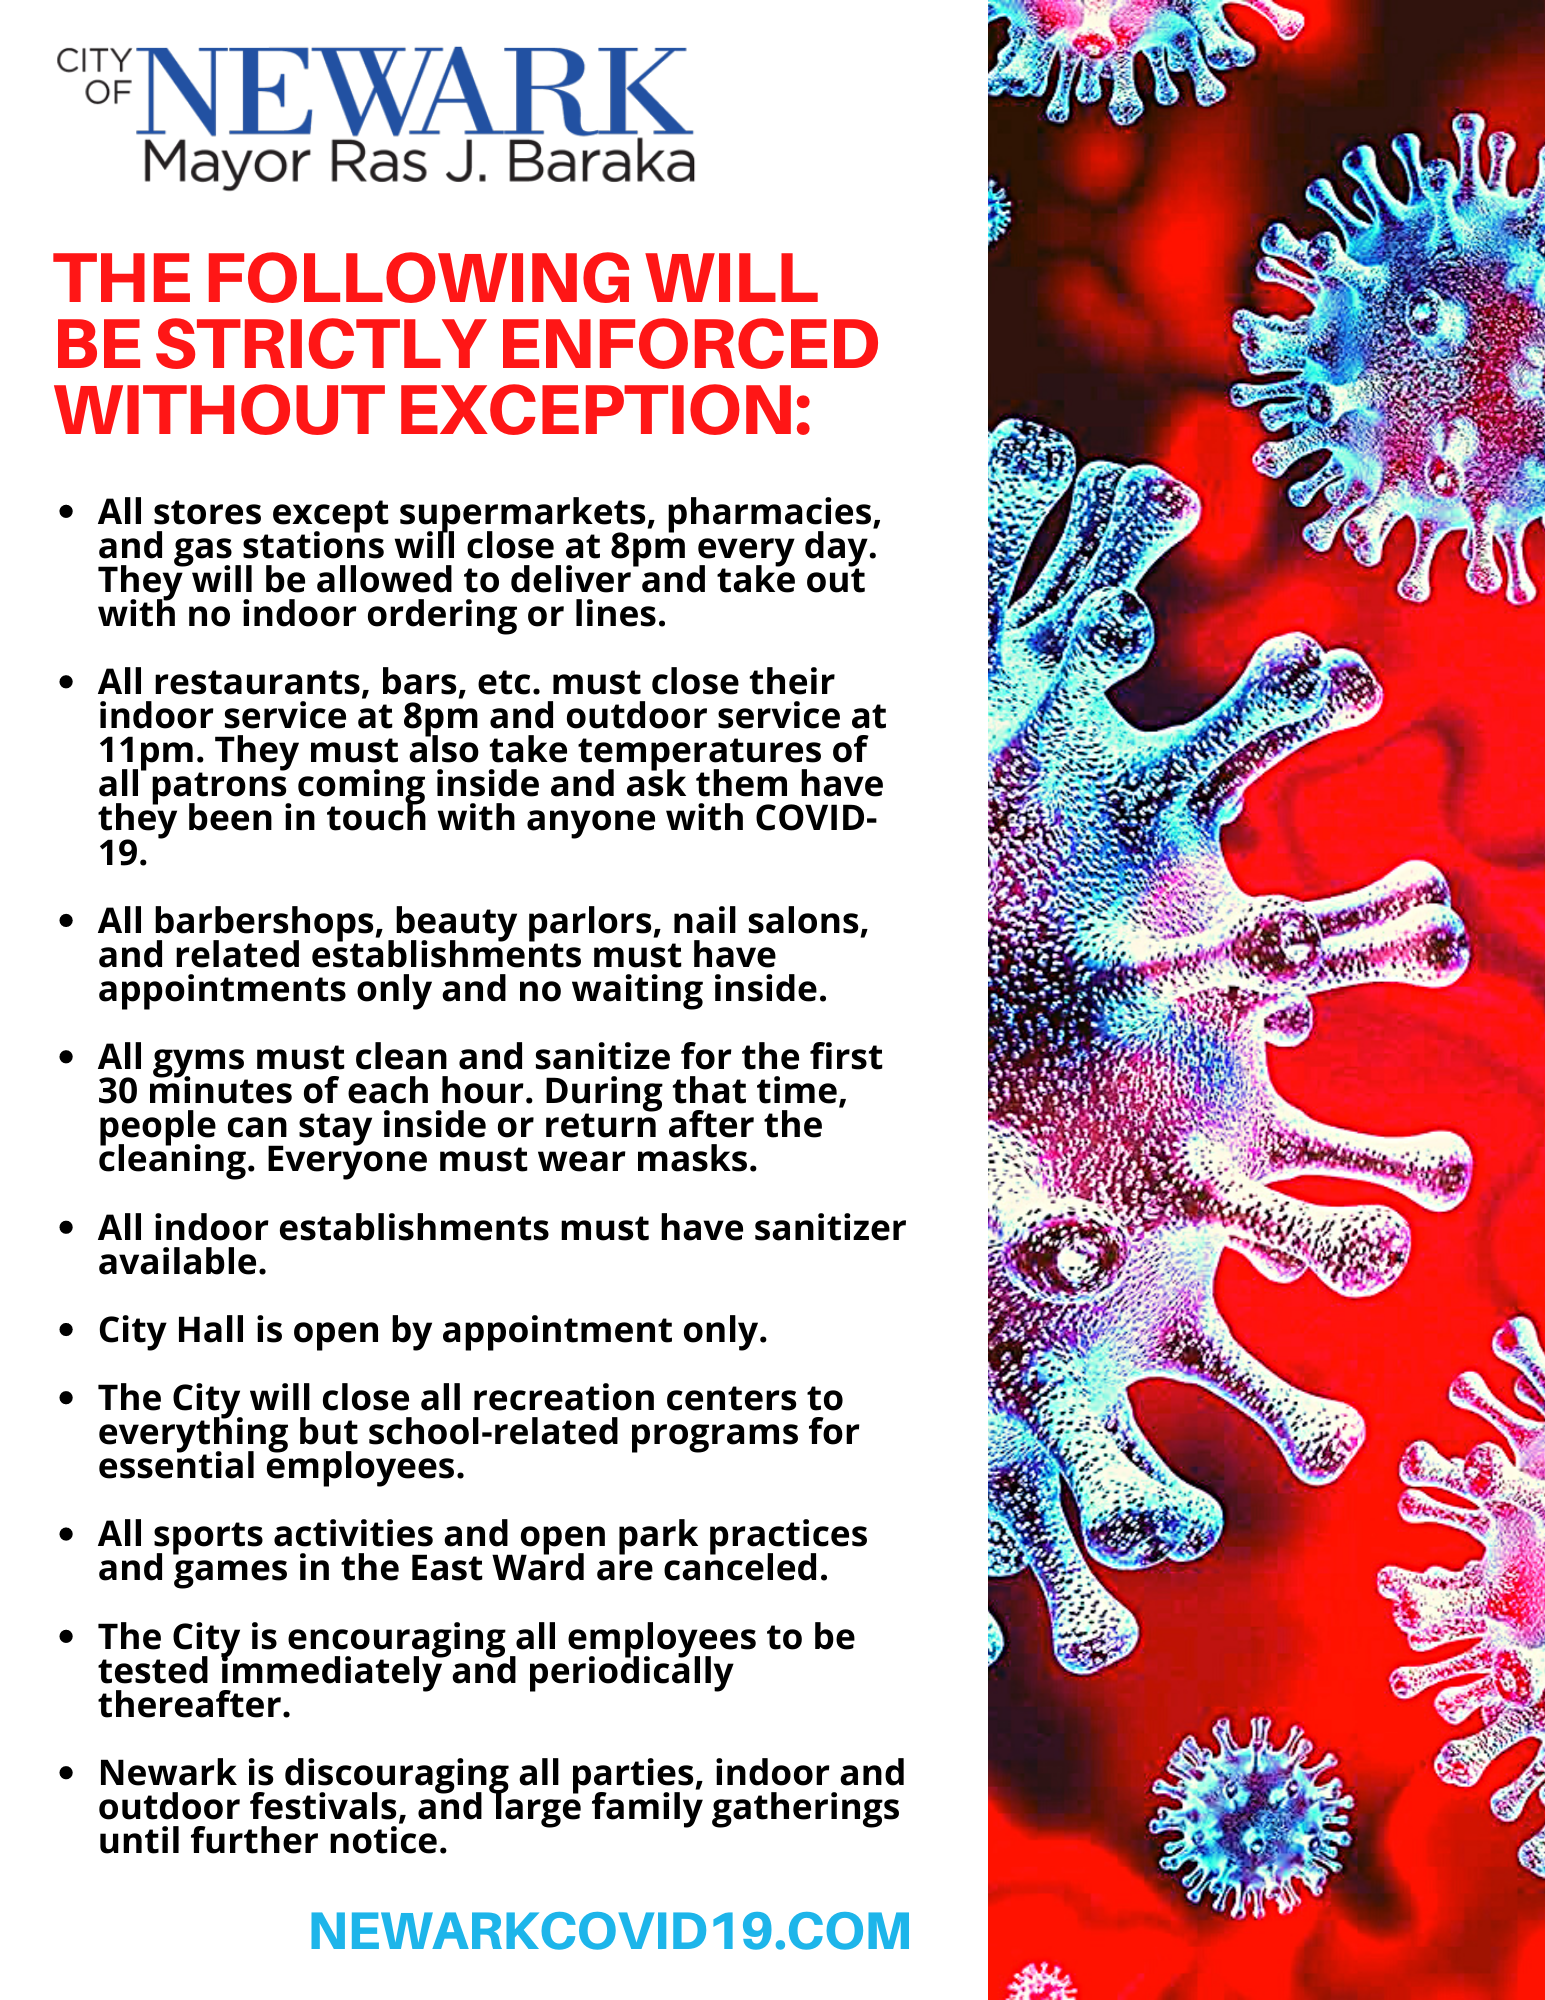 CITY
OF NEWARK
Mayor Ras J. Baraka
THE FOLLOWING WILL
BE STRICTLY ENFORCED
WITHOUT EXCEPTION:
• All stores except supermarkets, pharmacies,
and gas stations will close at 8pm every day.
They will be allowed to deliver and take out
with no indoor ordering or lines.
• All restaurants, bars, etc. must close their
indoor service at 8pm and outdoor service at
11pm. They must also take temperatures of
all patrons coming inside and ask them have
they been in touch with anyone with COVID-
19.
• All barbershops, beauty parlors, nail salons,
and related establishments must have
appointments only and no waiting inside.
• All gyms must clean and sanitize for the first
30 minutes of each hour. During that time,
people can stay inside or return after the
cleaning. Everyone must wear masks.
• All indoor establishments must have sanitizer
available.
• City Hall is open by appointment only.
• The City will close all recreation centers to
everything but school-related programs for
essential employees.
• All sports activities and open park practices
and games in the East Ward are canceled.
• The City is encouraging all employees to be
tested immediately and periodically
thereafter.
• Newark is discouraging all parties, indoor and
outdoor festivals, and large family gatherings
until further notice.
NEWARKCOVID19.COM